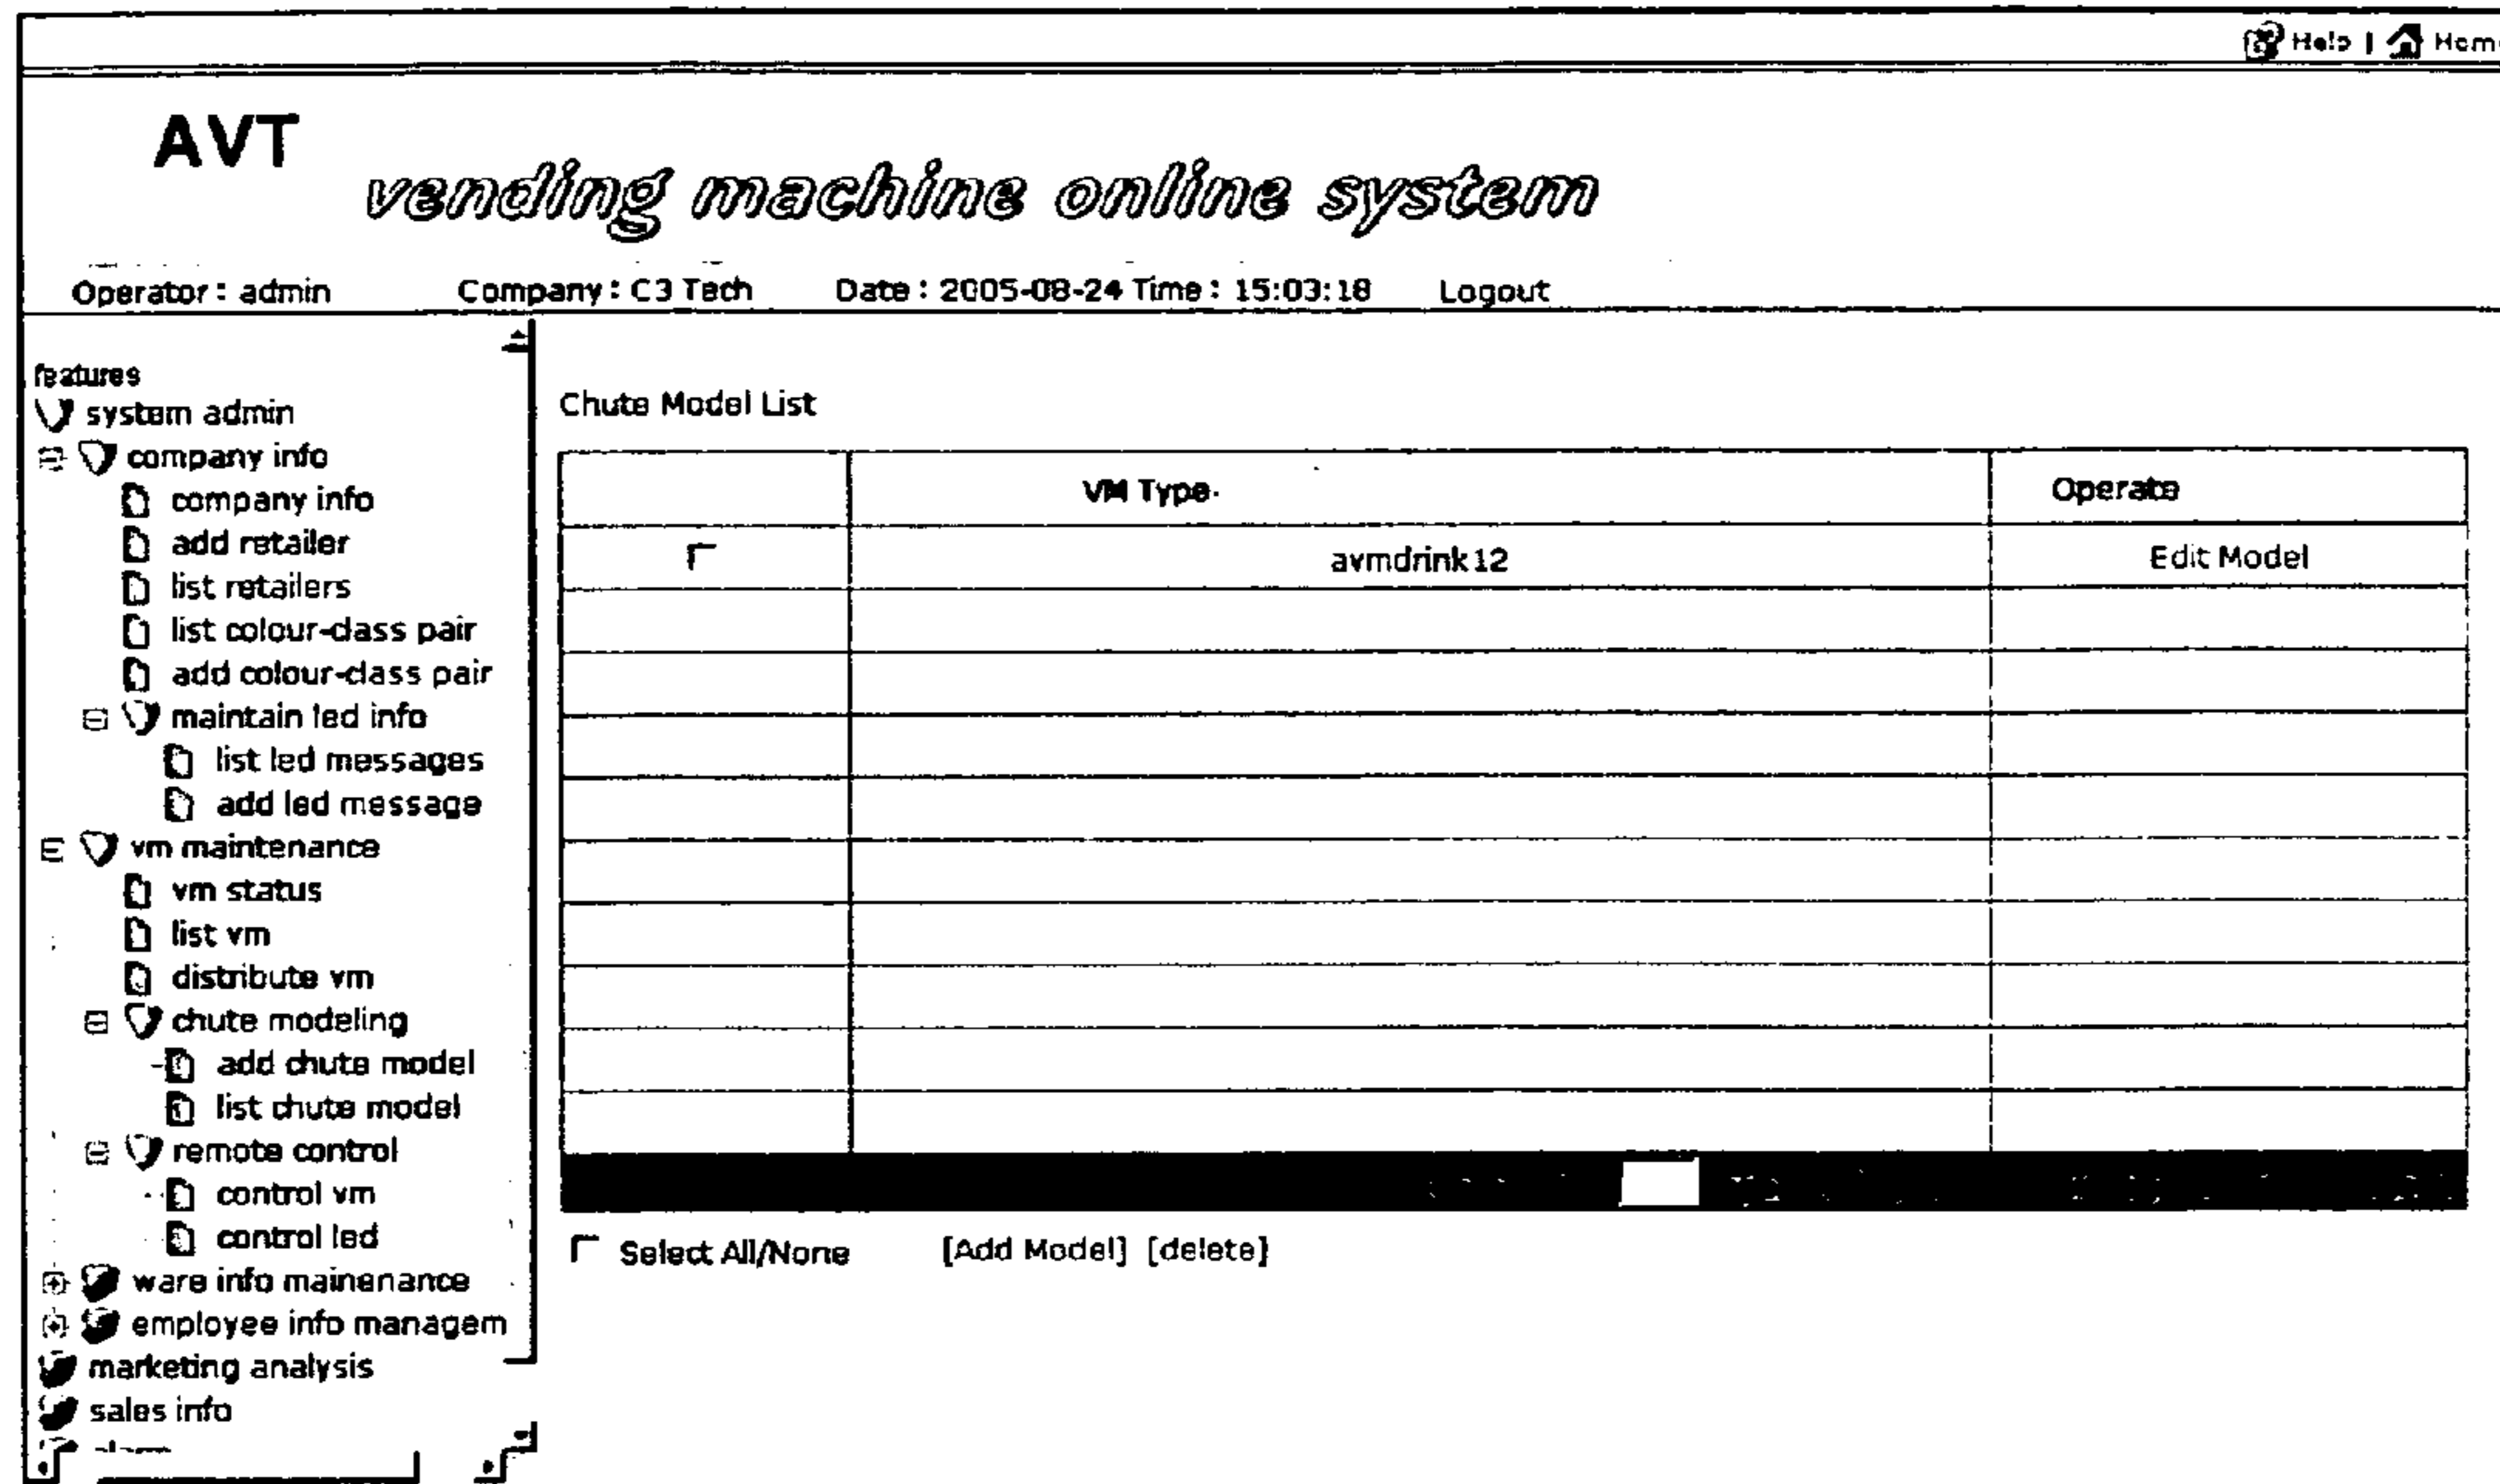 Help | Home
AVT
vending machine online system
Operator : admin Company : C3 Tech Date : 2005-08-24 Time : 15:03:18 Logout
features
system admin
company info
company info
add retailer
list retailers
list colour-class pair
add colour-class pair
maintain led info
list led messages
add led message
vm maintenance
vm status
list vm
distribute vm
chute modeling
add chute model
list chute model
remote control
control vm
control led
ware info mainenance
employee info managem
marketing analysis
sales info
Chute Model List
VM Type Operate
avmdrink12 Edit Model
Select All/None [Add Model] [delete]